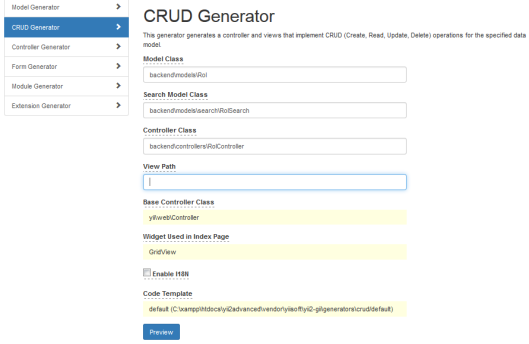 Model Generator
CRUD Generator
Controller Generator
Form Generator
Module Generator
Extension Generator
CRUD Generator
This generator generates a controller and views that implement CRUD (Create, Read, Update, Delete) operations for the specified data
model.
Model Class
backend\models\Rol
Search Model Class
backend\models\search\RolSearch
Controller Class
backend\controllers\RolController
View Path
Base Controller Class
yii\web\Controller
Widget Used in Index Page
GridView
Enable I18N
Code Template
default (C:\xampp\htdocs\yii2advanced\vendor\yiisoft\yii2-gii\generators\crud/default)
Preview